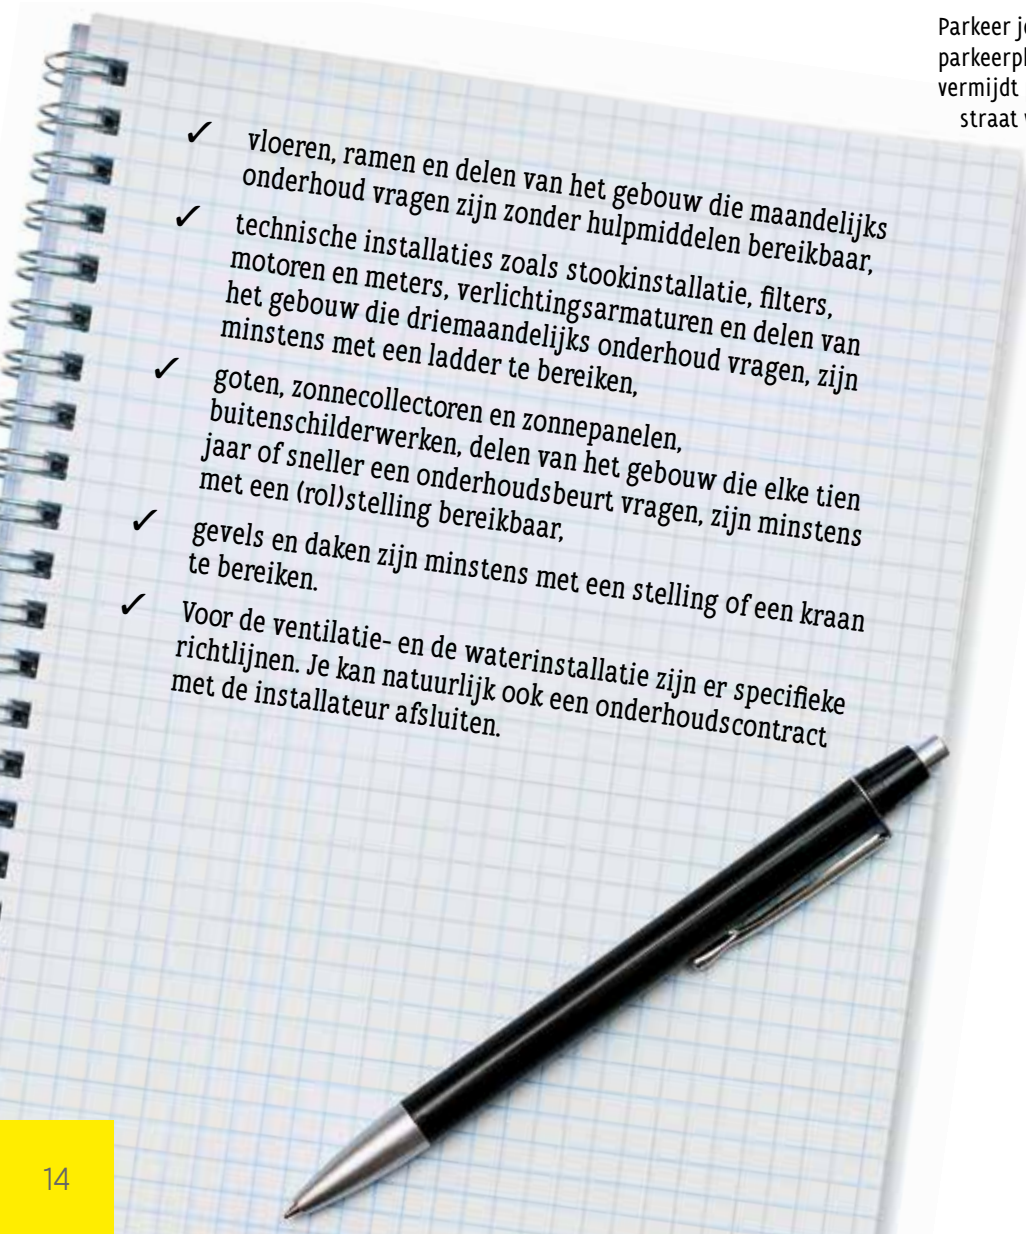 Parkeer
vermijdt
straat
✓ vloeren, ramen en delen van het gebouw die maandelijks
onderhoud vragen zijn zonder hulpmiddelen bereikbaar,
✓ technische installaties zoals stookinstallatie, filters,
motoren en meters, verlichtingsarmaturen en delen van
het gebouw die driemaandelijks onderhoud vragen, zijn
minstens met een ladder te bereiken,
✓ goten, zonnecollectoren en zonnepanelen,
buitenschilderwerken, delen van het gebouw die elke tien
jaar of sneller een onderhoudsbeurt vragen, zijn minstens
met een (rol)stelling bereikbaar,
✓ gevels en daken zijn minstens met een stelling of een kraan
te bereiken.
✓ Voor de ventilatie- en de waterinstallatie zijn er specifieke
richtlijnen. Je kan natuurlijk ook een onderhoudscontract
met de installateur afsluiten.
14